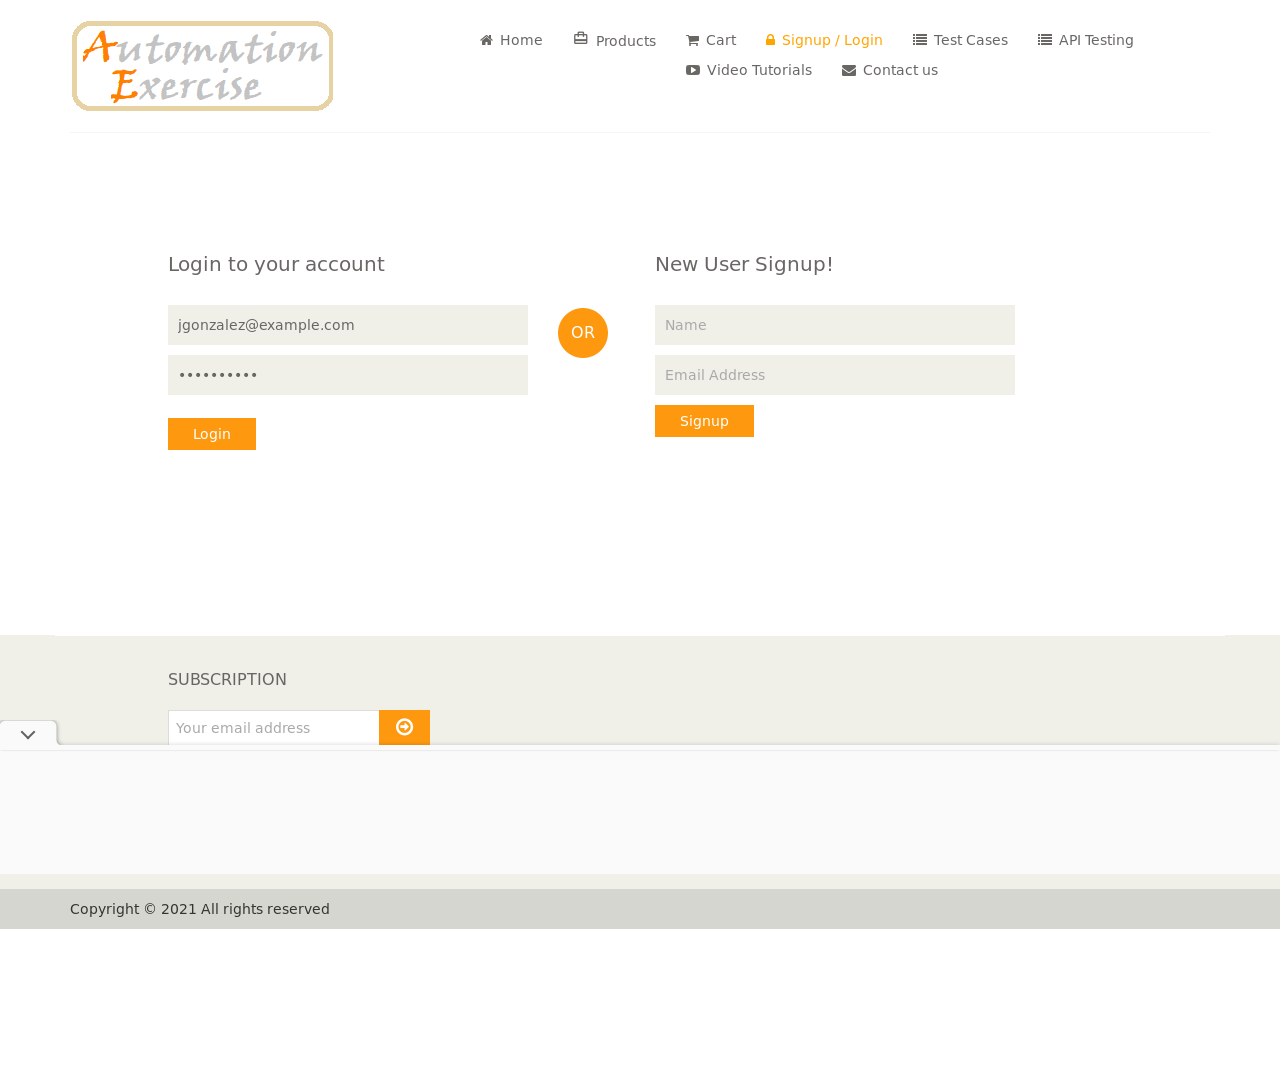 Automation
Exercise
Home
Products
Cart
Signup / Login
Test Cases
API Testing
Video Tutorials
Contact us
Login to your account
New User Signup!
jgonzalez@example.com
••••••••••
Login
OR
Name
Email Address
Signup
SUBSCRIPTION
Your email address
Copyright © 2021 All rights reserved